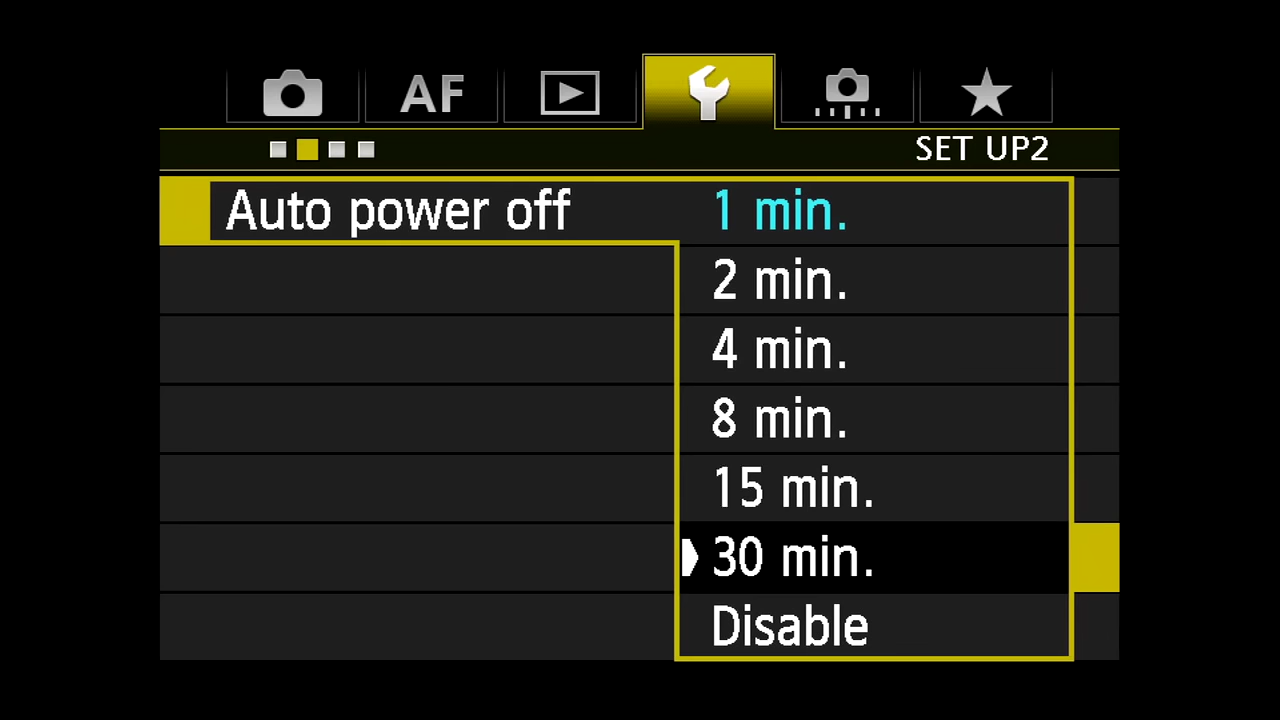 AF
SET UP2
Auto power off
1 min.
2 min.
4 min.
8 min.
15 min.
30 min.
Disable